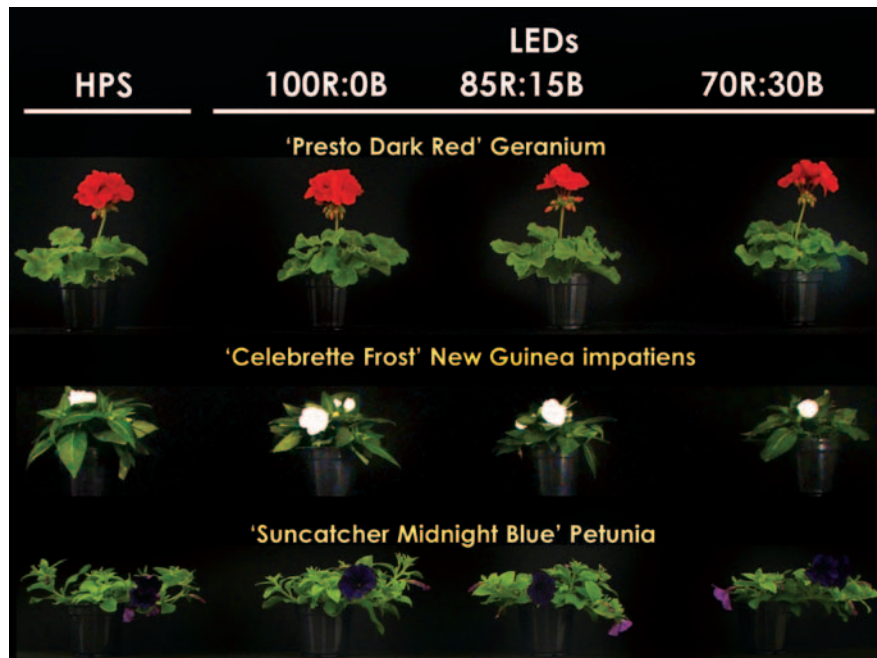 LEDs
HPS 100R:0B 85R:15B 70R:30B
‘Presto Dark Red’ Geranium
‘Celebrette Frost’ New Guinea impatiens
‘Suncatcher Midnight Blue’ Petunia